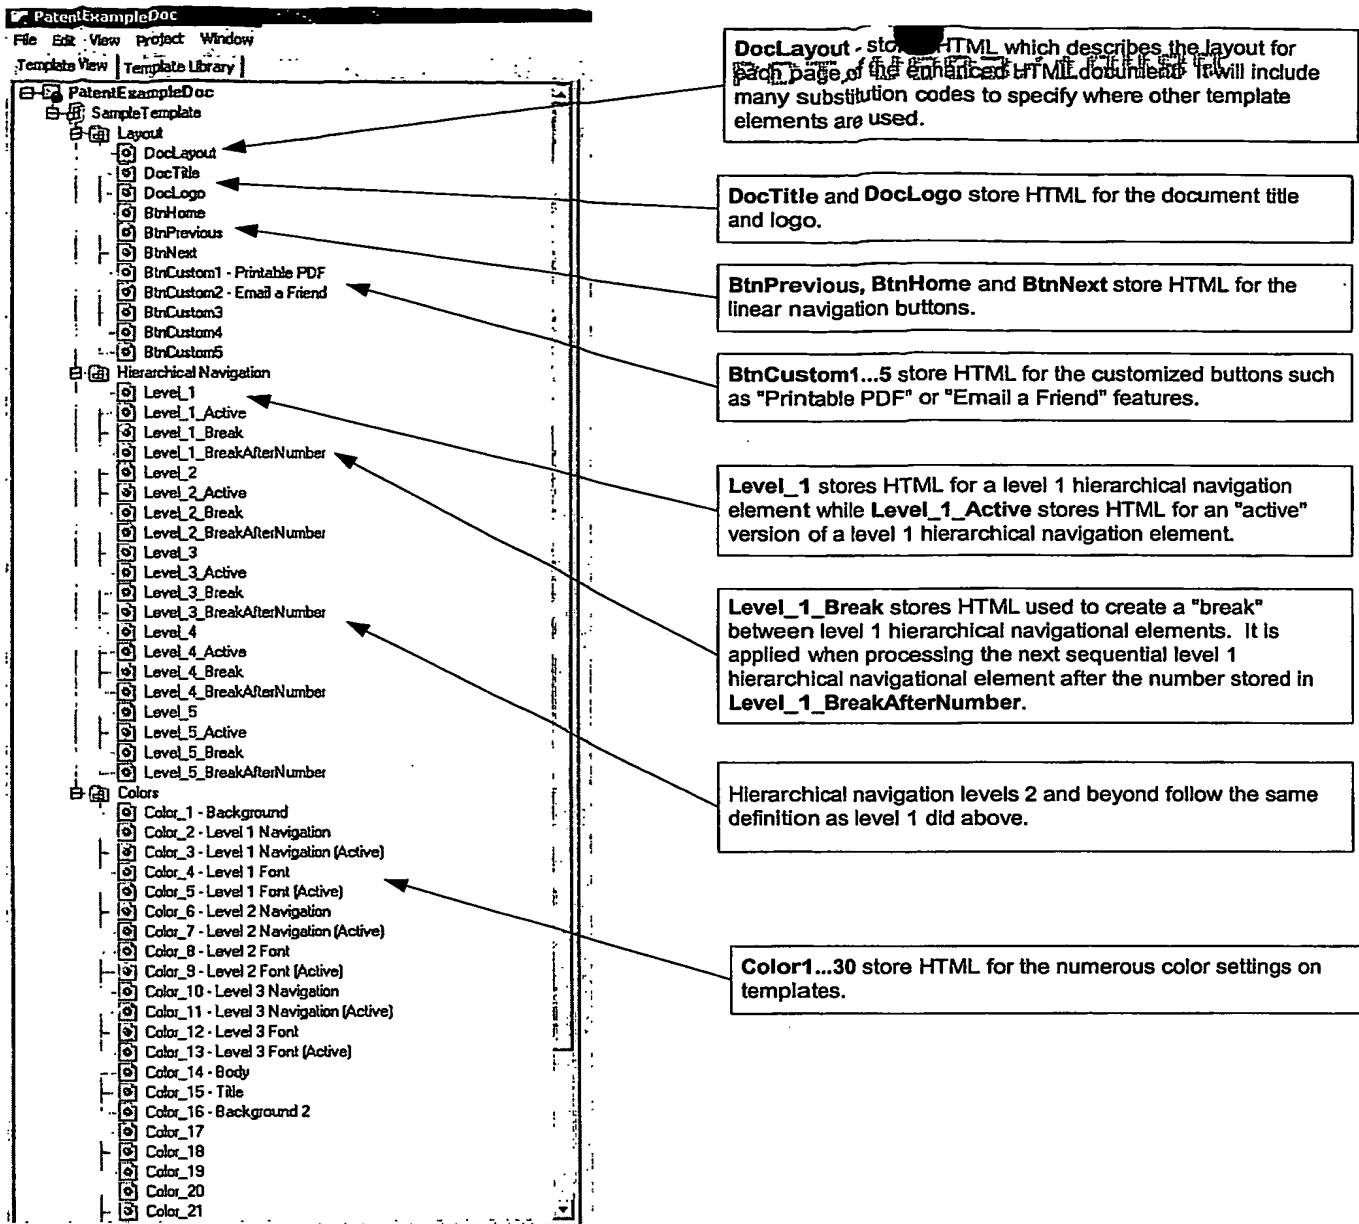 PatentExampleDoc
File Edit View Project Window
Template View Template Library
PatentExampleDoc
SampleTemplate
Layout
DocLayout
DocTitle
DocLogo
BtnHome
BtnPrevious
BtnNext
BtnCustom1 - Printable PDF
BtnCustom2 - Email a Friend
BtnCustom3
BtnCustom4
BtnCustom5
Hierarchical Navigation
Level_1
Level_1_Active
Level_1_Break
Level_1_BreakAfterNumber
Level_2
Level_2_Active
Level_2_Break
Level_2_BreakAfterNumber
Level_3
Level_3_Active
Level_3_Break
Level_3_BreakAfterNumber
Level_4
Level_4_Active
Level_4_Break
Level_4_BreakAfterNumber
Level_5
Level_5_Active
Level_5_Break
Level_5_BreakAfterNumber
Colors
Color_1 - Background
Color_2 - Level 1 Navigation
Color_3 - Level 1 Navigation (Active)
Color_4 - Level 1 Font
Color_5 - Level 1 Font (Active)
Color_6 - Level 2 Navigation
Color_7 - Level 2 Navigation (Active)
Color_8 - Level 2 Font
Color_9 - Level 2 Font (Active)
Color_10 - Level 3 Navigation
Color_11 - Level 3 Navigation (Active)
Color_12 - Level 3 Font
Color_13 - Level 3 Font (Active)
Color_14 - Body
Color_15 - Title
Color_16 - Background 2
Color_17
Color_18
Color_19
Color_20
Color_21
DocLayout - HTML which describes the layout for
each page of the enhanced HTML document. It will include
many substitution codes to specify where other template
elements are used.
DocTitle and DocLogo store HTML for the document title
and logo.
BtnPrevious, BtnHome and BtnNext store HTML for the
linear navigation buttons.
BtnCustom1...5 store HTML for the customized buttons such
as "Printable PDF" or "Email a Friend" features.
Level_1 stores HTML for a level 1 hierarchical navigation
element while Level_1_Active stores HTML for an "active"
version of a level 1 hierarchical navigation element.
Level_1_Break stores HTML used to create a "break"
between level 1 hierarchical navigational elements. It is
applied when processing the next sequential level 1
hierarchical navigational element after the number stored in
Level_1_BreakAfterNumber.
Hierarchical navigation levels 2 and beyond follow the same
definition as level 1 did above.
Color1...30 store HTML for the numerous color settings on
templates.